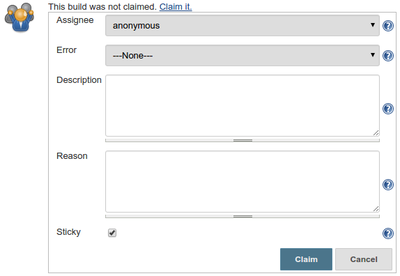 This build was not claimed. Claim it.
Assignee
anonymous
Error
---None---
Description
Reason
Sticky
Claim
Cancel